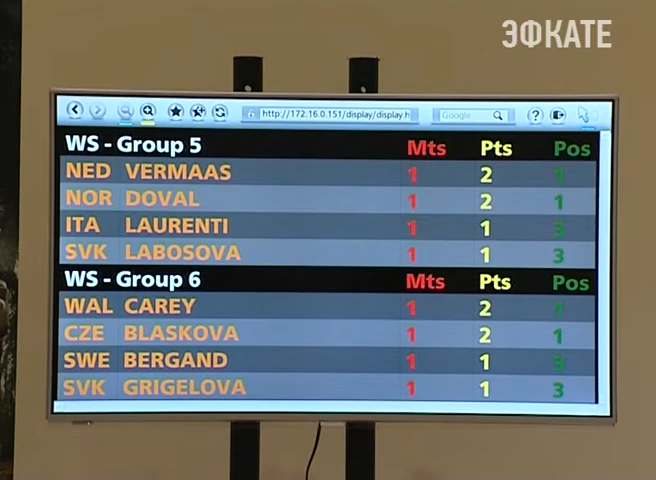 ЭФКАТЕ
http://172.16.0.151/display/display.h Google
WS - Group 5 Mts Pts Pos
NED VERMAAS 1 2 1
NOR DOVAL 1 2 1
ITA LAURENTI 1 1 3
SVK LABOSOVA 1 1 3
WS - Group 6 Mts Pts Pos
WAL CAREY 1 2 1
CZE BLASKOVA 1 2 1
SWE BERGAND 1 1 3
SVK GRIGELOVA 1 1 3